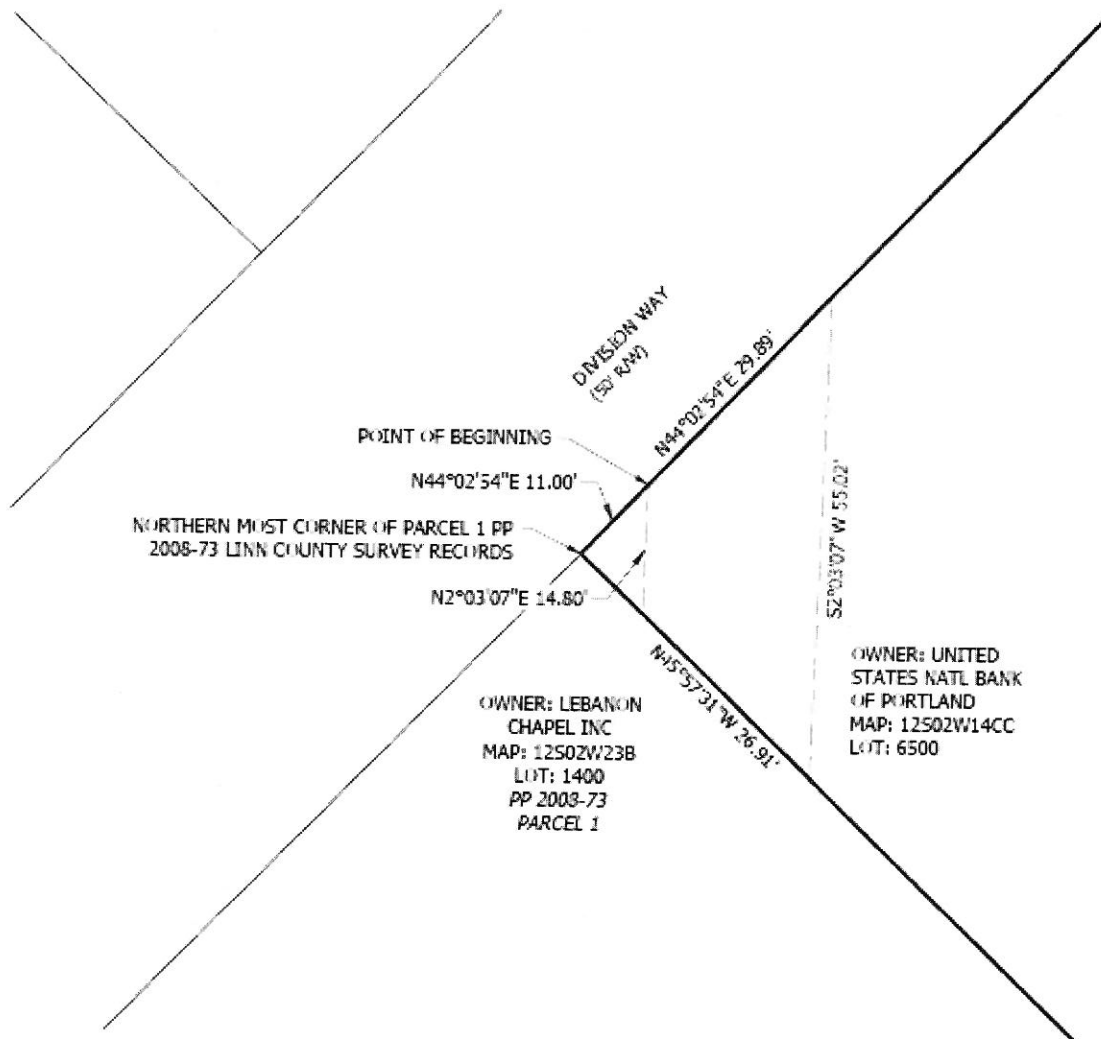 DIVISION WAY
(50' R/W)
N44°02'54"E 29.89'
POINT OF BEGINNING
N44°02'54"E 11.00'
NORTHERN MOST CORNER OF PARCEL 1 PP
2008-73 LINN COUNTY SURVEY RECORDS
N2°03'07"E 14.80'
S2°03'07"W 55.02'
N45°57'31"W 26.91'
OWNER: UNITED
STATES NATL BANK
OF PORTLAND
MAP: 12S02W14CC
LOT: 6500
OWNER: LEBANON
CHAPEL INC
MAP: 12S02W23B
LOT: 1400
PP 2008-73
PARCEL 1